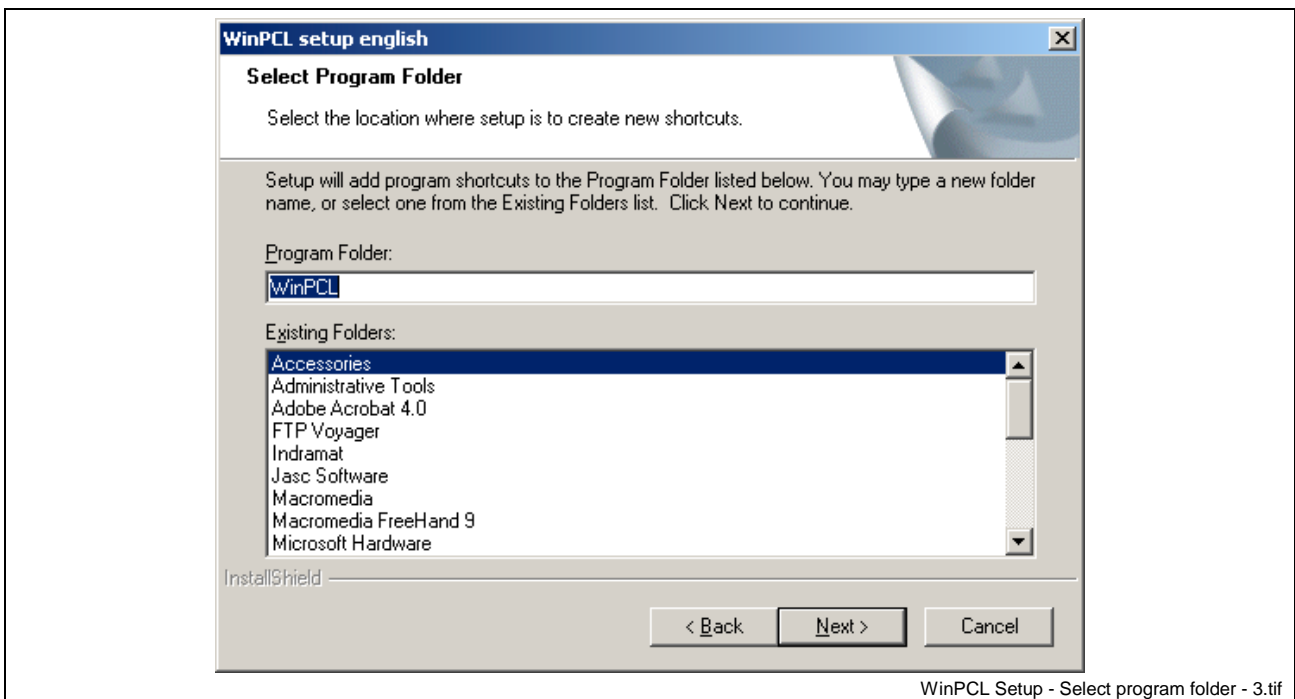 WinPCL setup english
Select Program Folder
Select the location where setup is to create new shortcuts.
Setup will add program shortcuts to the Program Folder listed below. You may type a new folder
name, or select one from the Existing Folders list. Click Next to continue.
Program Folder:
WinPCL
Existing Folders:
Accessories
Administrative Tools
Adobe Acrobat 4.0
FTP Voyager
Indramat
Jasc Software
Macromedia
Macromedia FreeHand 9
Microsoft Hardware
InstallShield
< Back Next > Cancel
WinPCL Setup - Select program folder - 3.tif